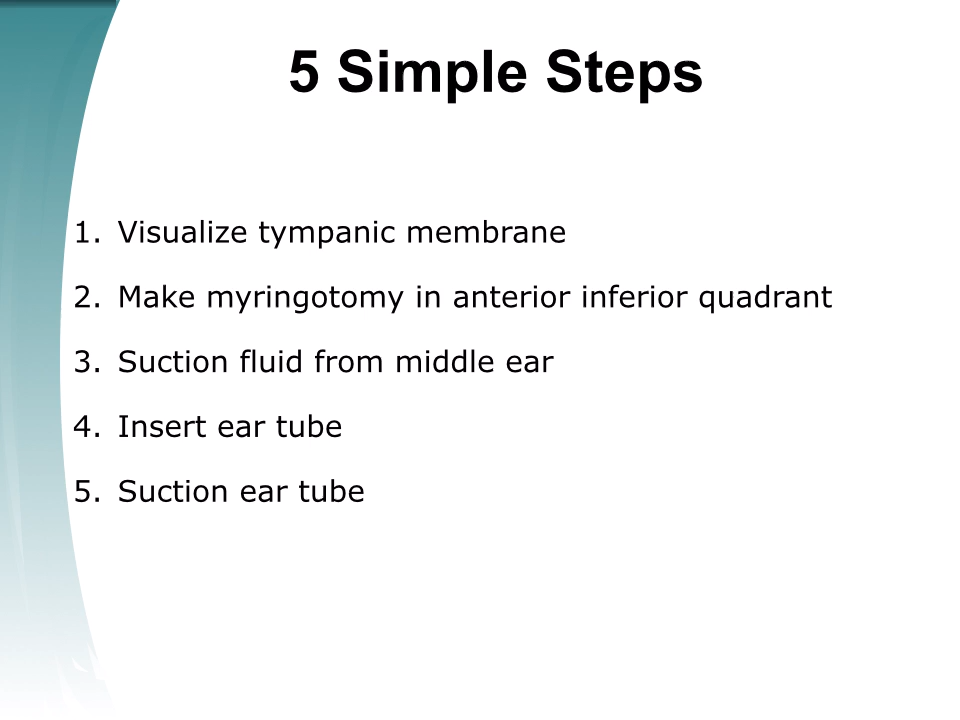 5 Simple Steps
1. Visualize tympanic membrane
2. Make myringotomy in anterior inferior quadrant
3. Suction fluid from middle ear
4. Insert ear tube
5. Suction ear tube